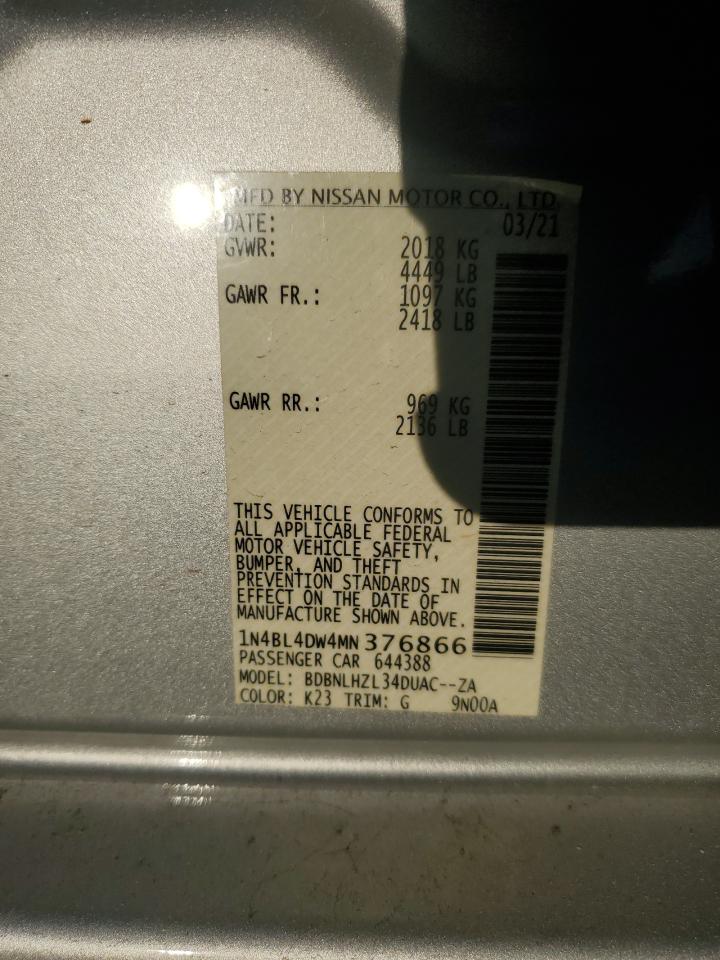 MFD BY NISSAN MOTOR CO., LTD.
DATE: 03/21
GVWR: 2018 KG
4449 LB
GAWR FR.: 1097 KG
2418 LB
GAWR RR.: 969 KG
2136 LB
THIS VEHICLE CONFORMS TO
ALL APPLICABLE FEDERAL
MOTOR VEHICLE SAFETY,
BUMPER, AND THEFT
PREVENTION STANDARDS IN
EFFECT ON THE DATE OF
MANUFACTURE SHOWN ABOVE.
1N4BL4DW4MN376866
PASSENGER CAR 644388
MODEL: BDBNLHZL34DUAC--ZA
COLOR: K23 TRIM: G 9N00A